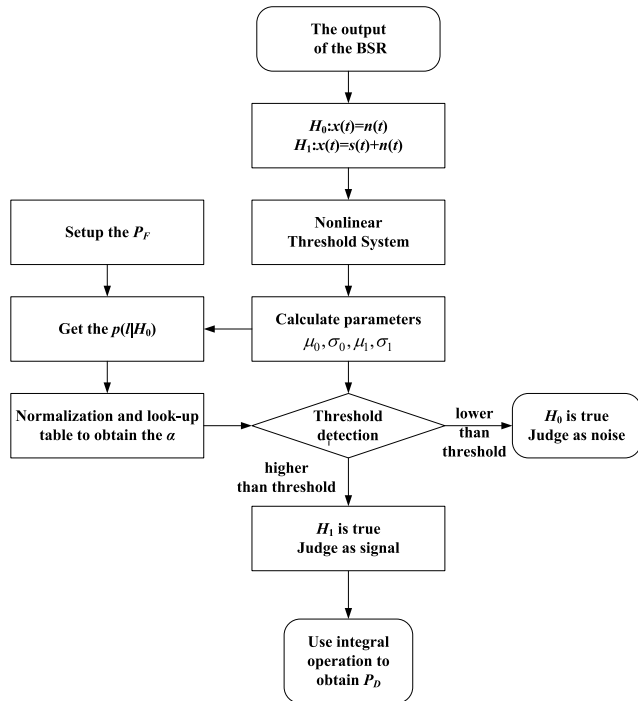 The output
of the BSR
H₀:x(t)=n(t)
H₁:x(t)=s(t)+n(t)
Setup the P_F
Nonlinear
Threshold System
Get the p(l|H₀)
Calculate parameters
μ₀,σ₀,μ₁,σ₁
Normalization and look-up
table to obtain the α
Threshold
detection
lower
than
threshold
H₀ is true
Judge as noise
higher
than threshold
H₁ is true
Judge as signal
Use integral
operation to
obtain P_D